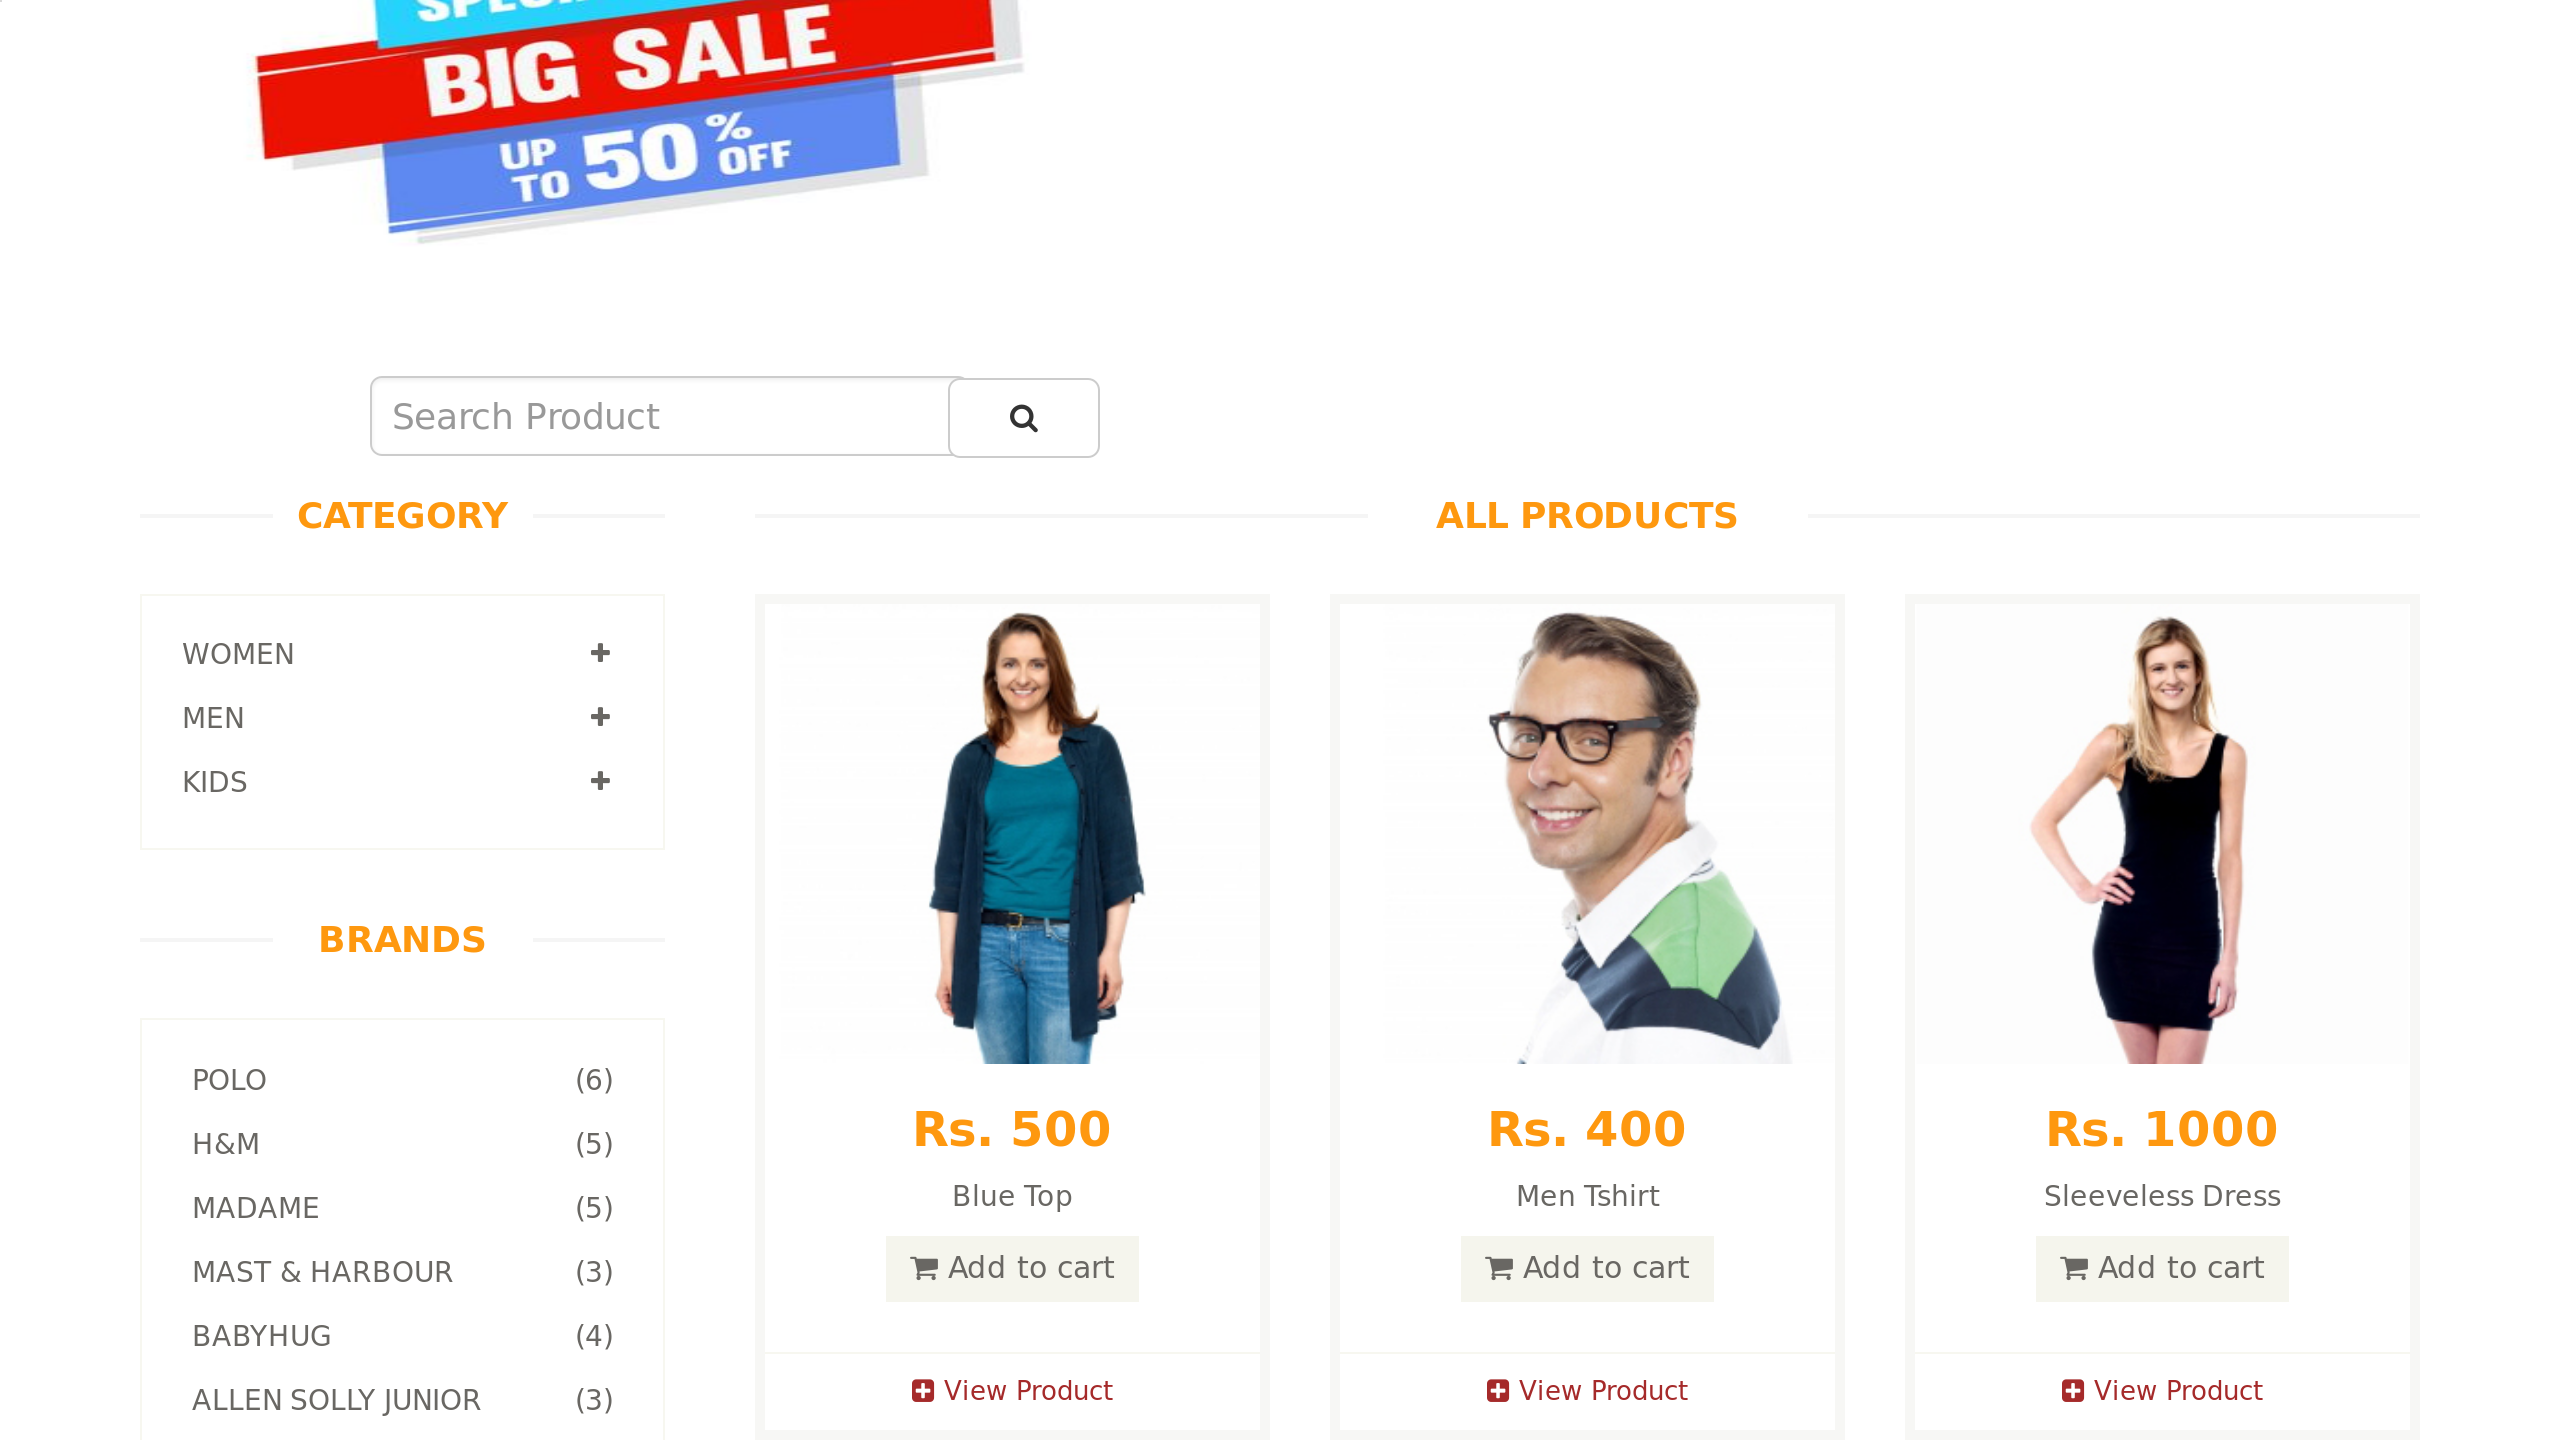 BIG SALE
UP TO 50% OFF
Search Product
CATEGORY
WOMEN
MEN
KIDS
BRANDS
POLO (6)
H&M (5)
MADAME (5)
MAST & HARBOUR (3)
BABYHUG (4)
ALLEN SOLLY JUNIOR (3)
ALL PRODUCTS
Rs. 500
Blue Top
Add to cart
View Product
Rs. 400
Men Tshirt
Add to cart
View Product
Rs. 1000
Sleeveless Dress
Add to cart
View Product